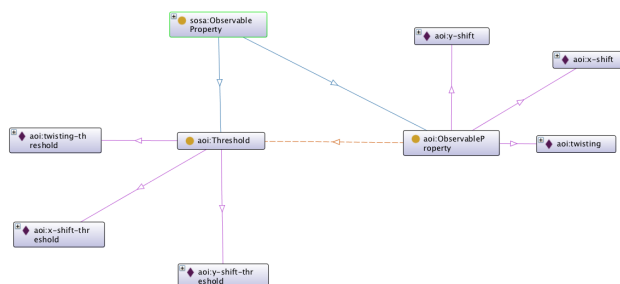 sosa:Observable
Property
aoi:y-shift
aoi:x-shift
aoi:twisting-th
reshold
aoi:Threshold
aoi:ObservableP
roperty
aoi:twisting
aoi:x-shift-thr
eshold
aoi:y-shift-thr
eshold